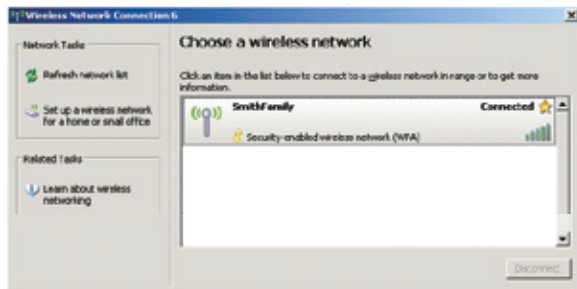 Wireless Network Connection 6
Network Tasks
Refresh network list
Set up a wireless network
for a home or small office
Related Tasks
Learn about wireless
networking
Choose a wireless network
Click an item in the list below to connect to a wireless network in range or to get more
information.
SmithFamily
Connected
Security-enabled wireless network (WPA)
Disconnect